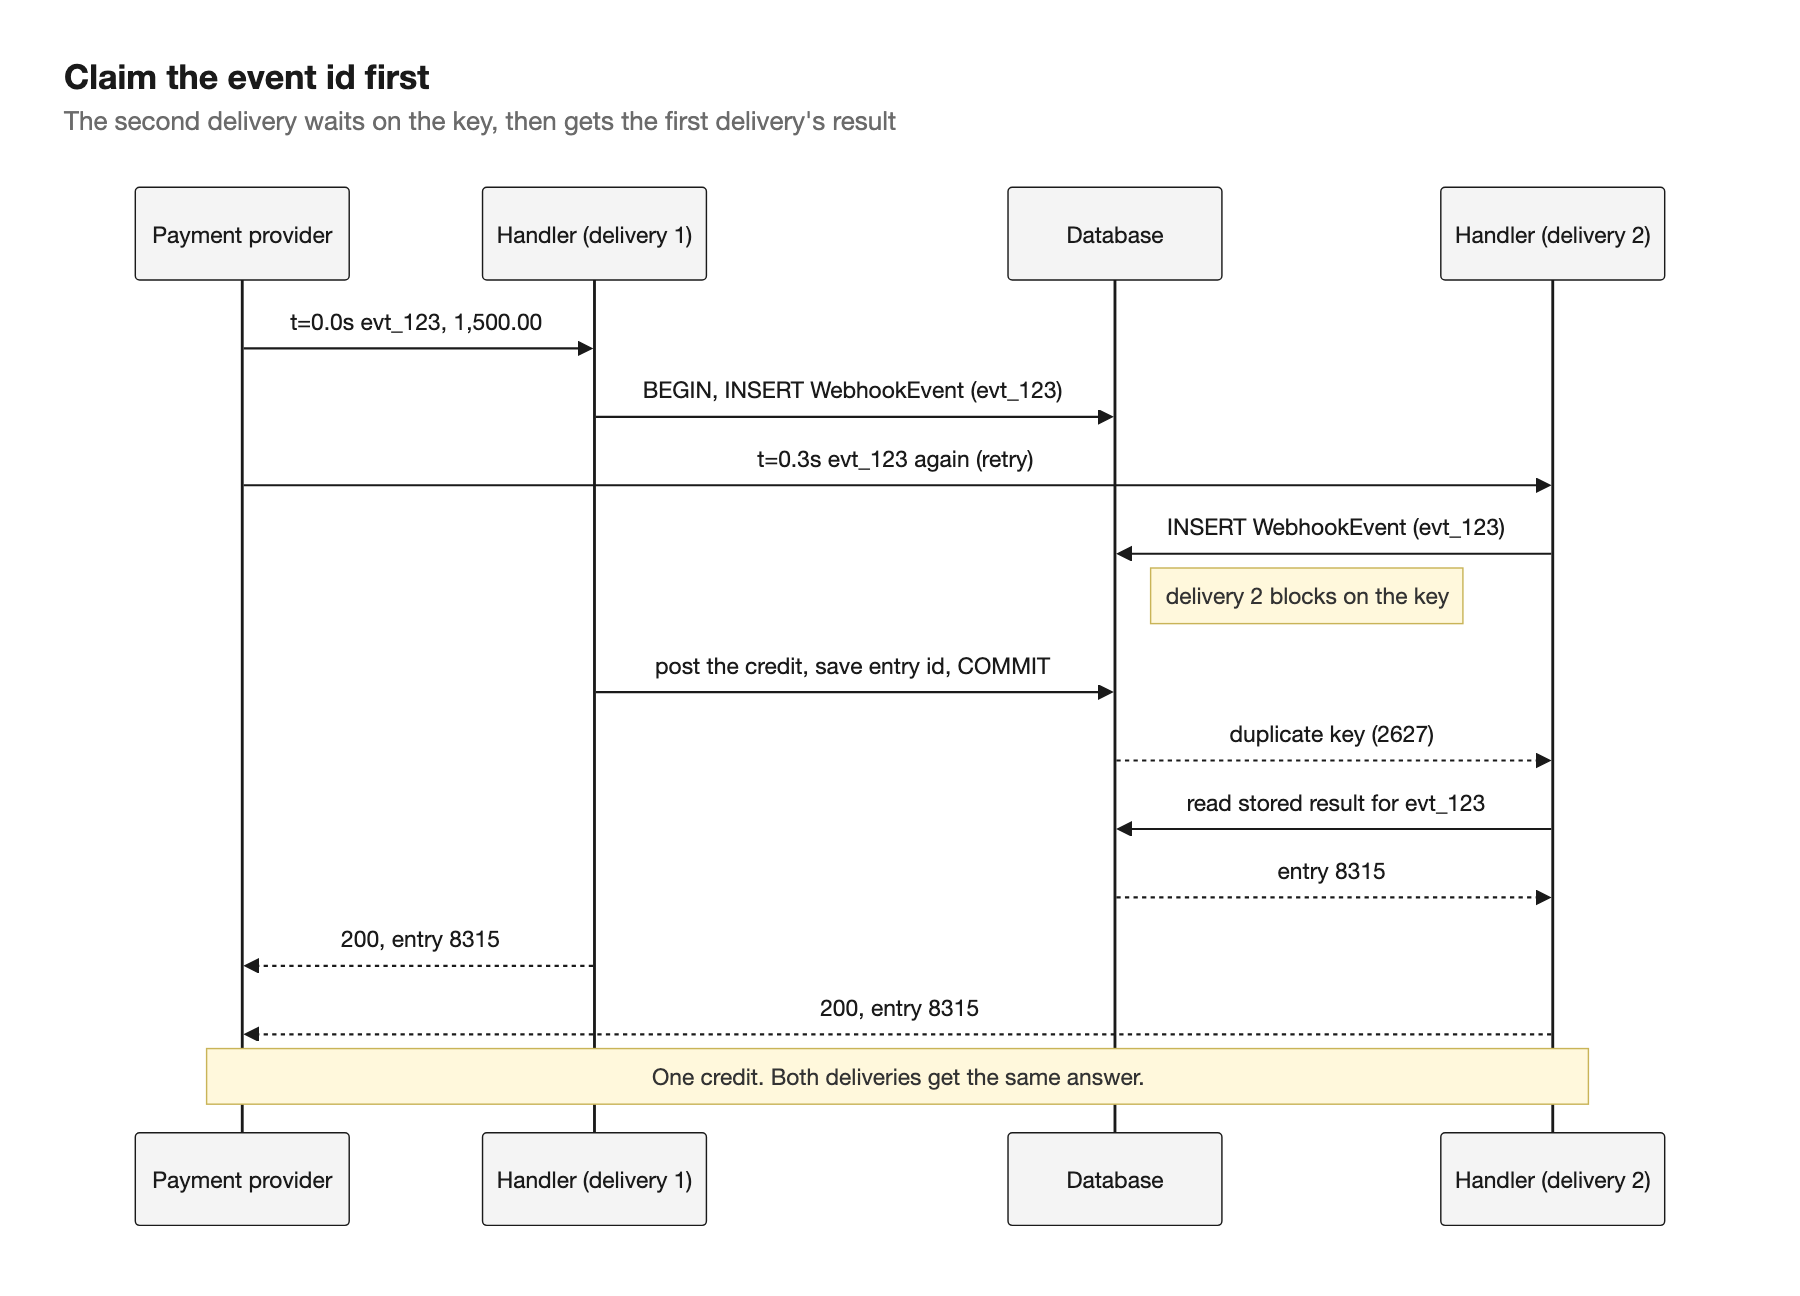 Claim the event id first
The second delivery waits on the key, then gets the first delivery's result
Payment provider
Handler (delivery 1)
Database
Handler (delivery 2)
t=0.0s evt_123, 1,500.00
BEGIN, INSERT WebhookEvent (evt_123)
t=0.3s evt_123 again (retry)
INSERT WebhookEvent (evt_123)
delivery 2 blocks on the key
post the credit, save entry id, COMMIT
duplicate key (2627)
read stored result for evt_123
entry 8315
200, entry 8315
200, entry 8315
One credit. Both deliveries get the same answer.
Payment provider
Handler (delivery 1)
Database
Handler (delivery 2)